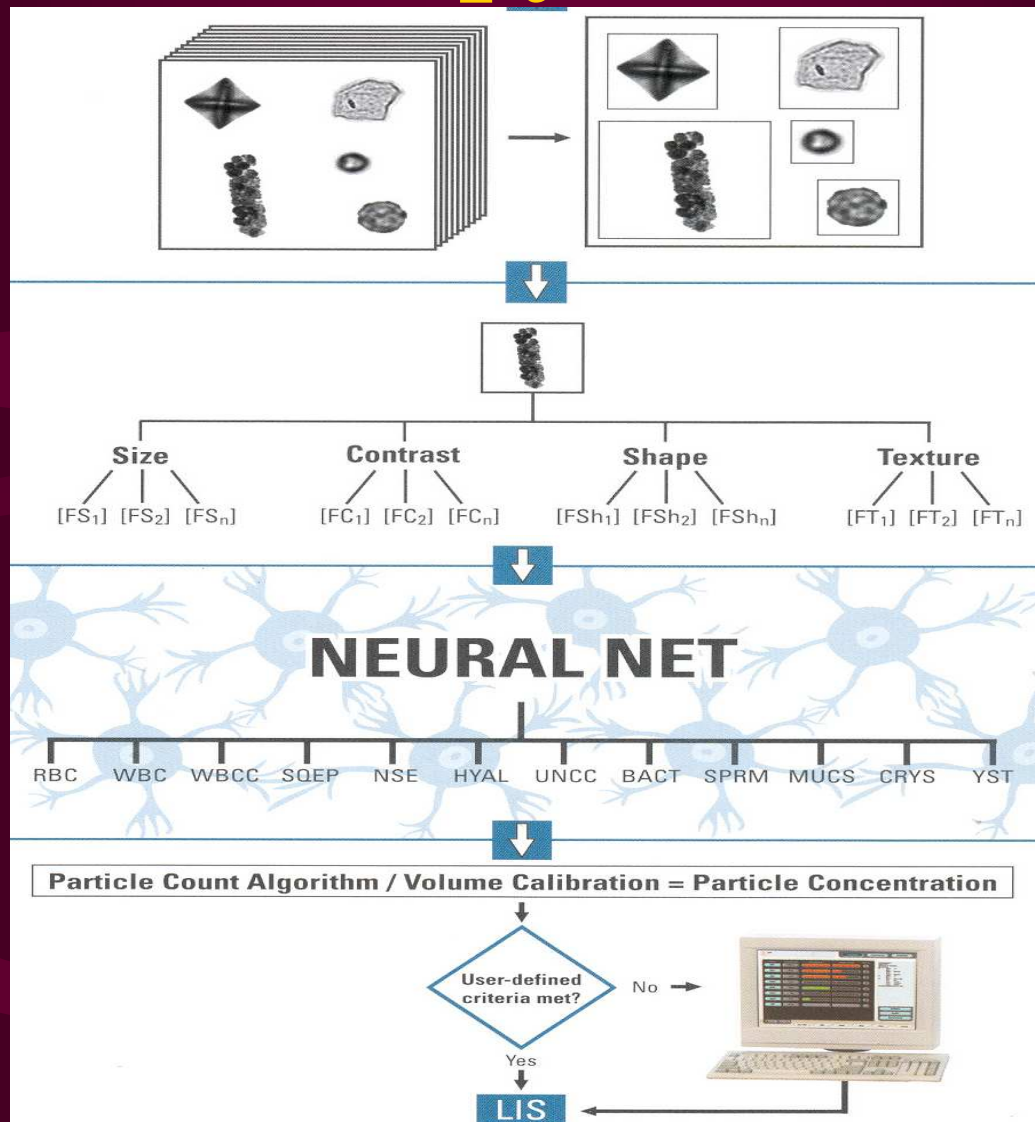 Size Contrast Shape Texture
[FS₁] [FS₂] [FSₙ] [FC₁] [FC₂] [FCₙ] [FSh₁] [FSh₂] [FShₙ] [FT₁] [FT₂] [FTₙ]
NEURAL NET
RBC WBC WBCC SQEP NSE HYAL UNCC BACT SPRM MUCS CRYS YST
Particle Count Algorithm / Volume Calibration = Particle Concentration
User-defined
criteria met?
No
Yes
LIS